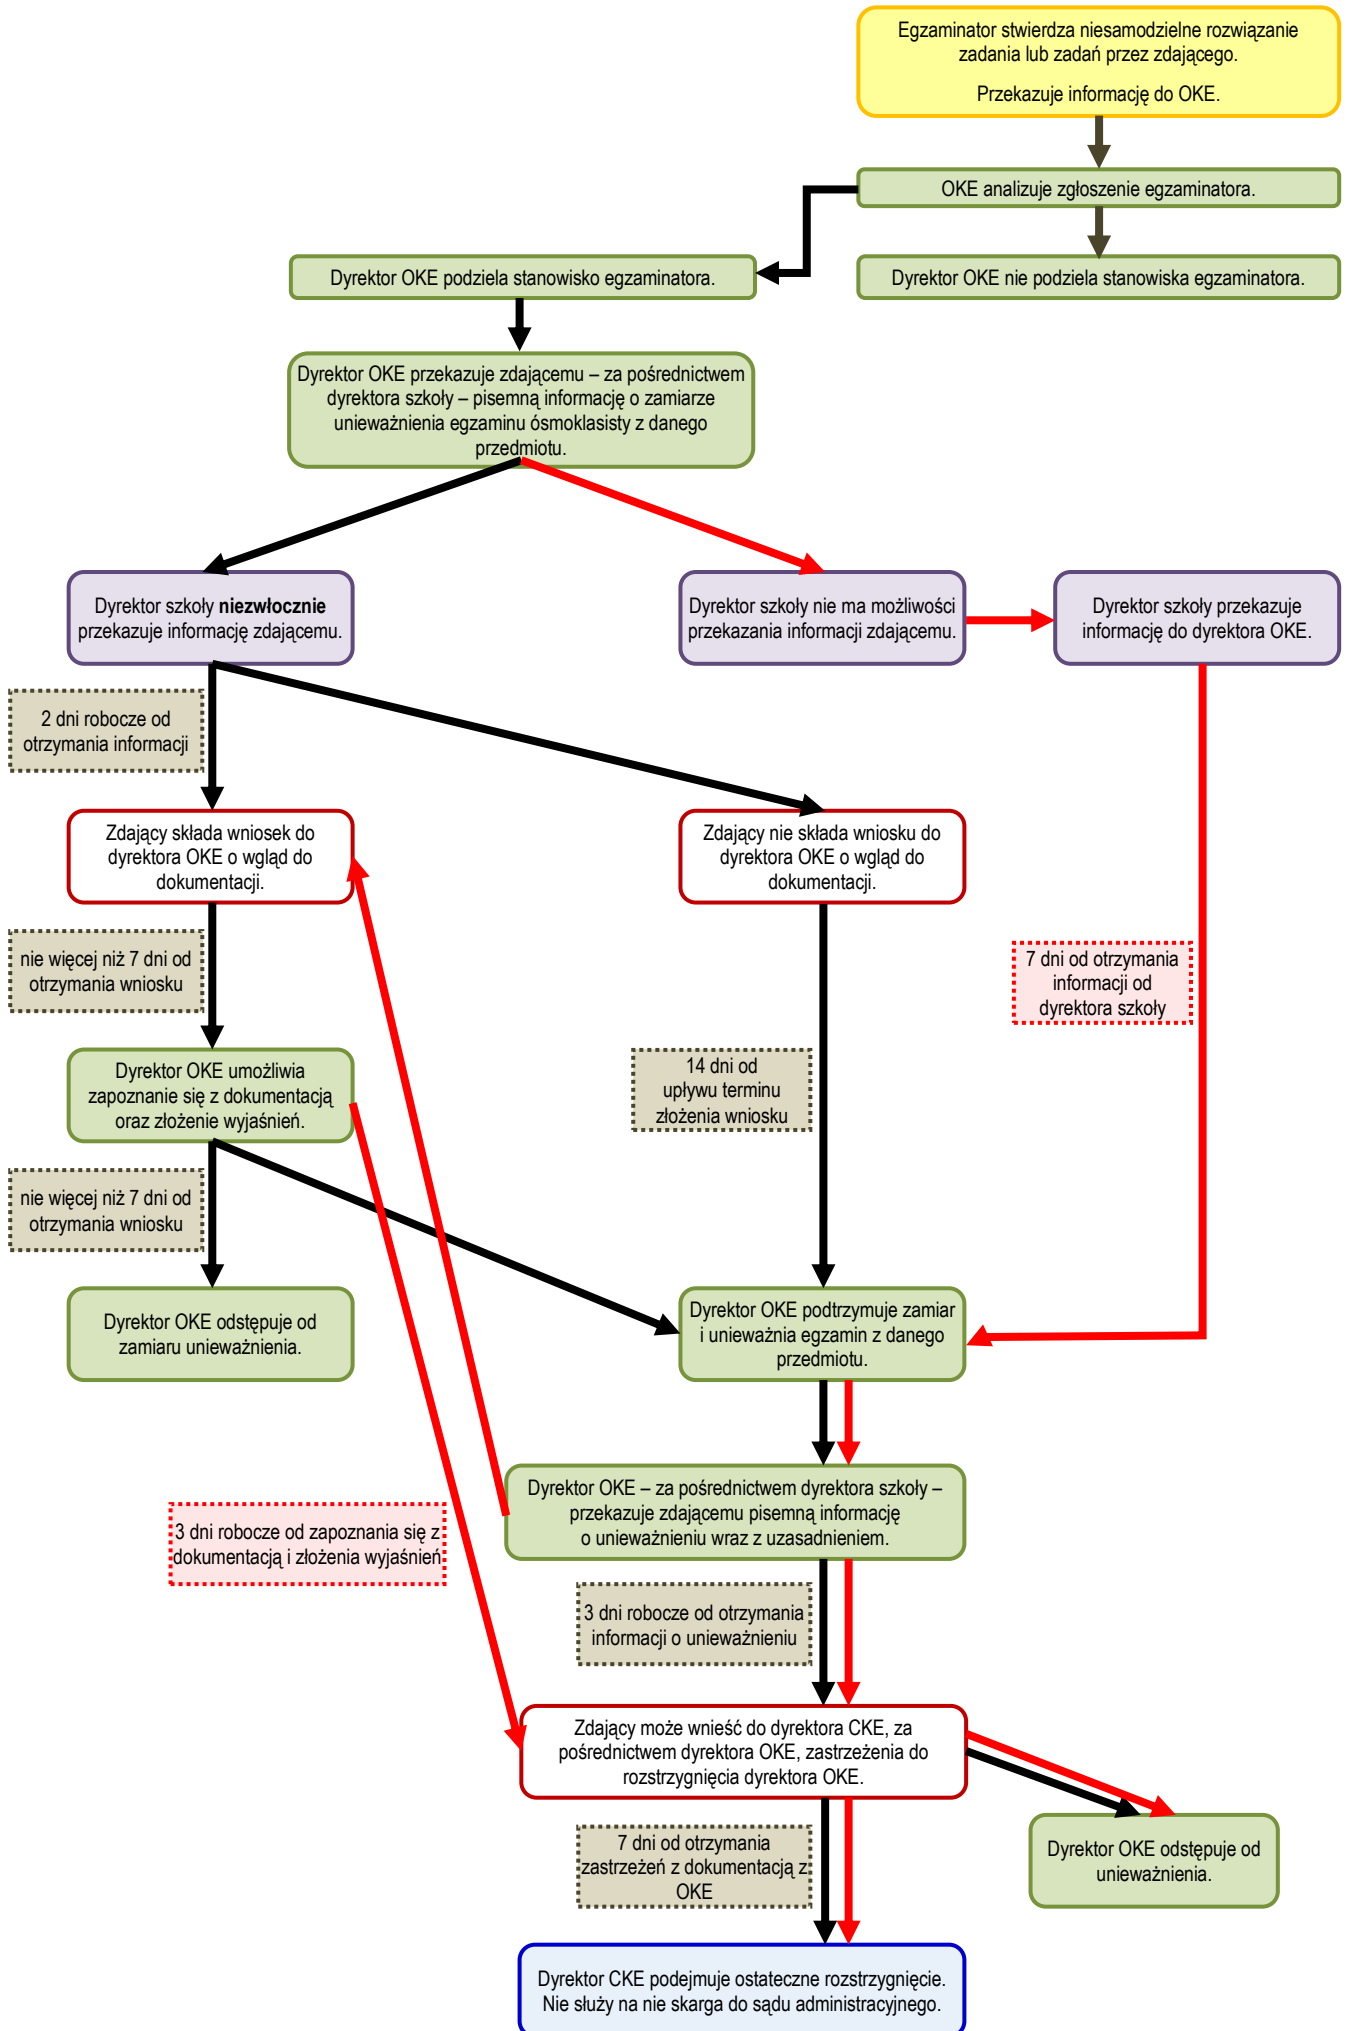 Egzaminator stwierdza niesamodzielne rozwiązanie
zadania lub zadań przez zdającego.
Przekazuje informację do OKE.
OKE analizuje zgłoszenie egzaminatora.
Dyrektor OKE podziela stanowisko egzaminatora.
Dyrektor OKE nie podziela stanowiska egzaminatora.
Dyrektor OKE przekazuje zdającemu – za pośrednictwem
dyrektora szkoły – pisemną informację o zamiarze
unieważnienia egzaminu ósmoklasisty z danego
przedmiotu.
Dyrektor szkoły niezwłocznie
przekazuje informację zdającemu.
Dyrektor szkoły nie ma możliwości
przekazania informacji zdającemu.
Dyrektor szkoły przekazuje
informację do dyrektora OKE.
2 dni robocze od
otrzymania informacji
Zdający składa wniosek do
dyrektora OKE o wgląd do
dokumentacji.
Zdający nie składa wniosku do
dyrektora OKE o wgląd do
dokumentacji.
nie więcej niż 7 dni od
otrzymania wniosku
7 dni od otrzymania
informacji od
dyrektora szkoły
Dyrektor OKE umożliwia
zapoznanie się z dokumentacją
oraz złożenie wyjaśnień.
14 dni od
upływu terminu
złożenia wniosku
nie więcej niż 7 dni od
otrzymania wniosku
Dyrektor OKE odstępuje od
zamiaru unieważnienia.
Dyrektor OKE podtrzymuje zamiar
i unieważnia egzamin z danego
przedmiotu.
Dyrektor OKE – za pośrednictwem dyrektora szkoły –
przekazuje zdającemu pisemną informację
o unieważnieniu wraz z uzasadnieniem.
3 dni robocze od zapoznania się z
dokumentacją i złożenia wyjaśnień
3 dni robocze od otrzymania
informacji o unieważnieniu
Zdający może wnieść do dyrektora CKE, za
pośrednictwem dyrektora OKE, zastrzeżenia do
rozstrzygnięcia dyrektora OKE.
7 dni od otrzymania
zastrzeżeń z dokumentacją z
OKE
Dyrektor OKE odstępuje od
unieważnienia.
Dyrektor CKE podejmuje ostateczne rozstrzygnięcie.
Nie służy na nie skarga do sądu administracyjnego.